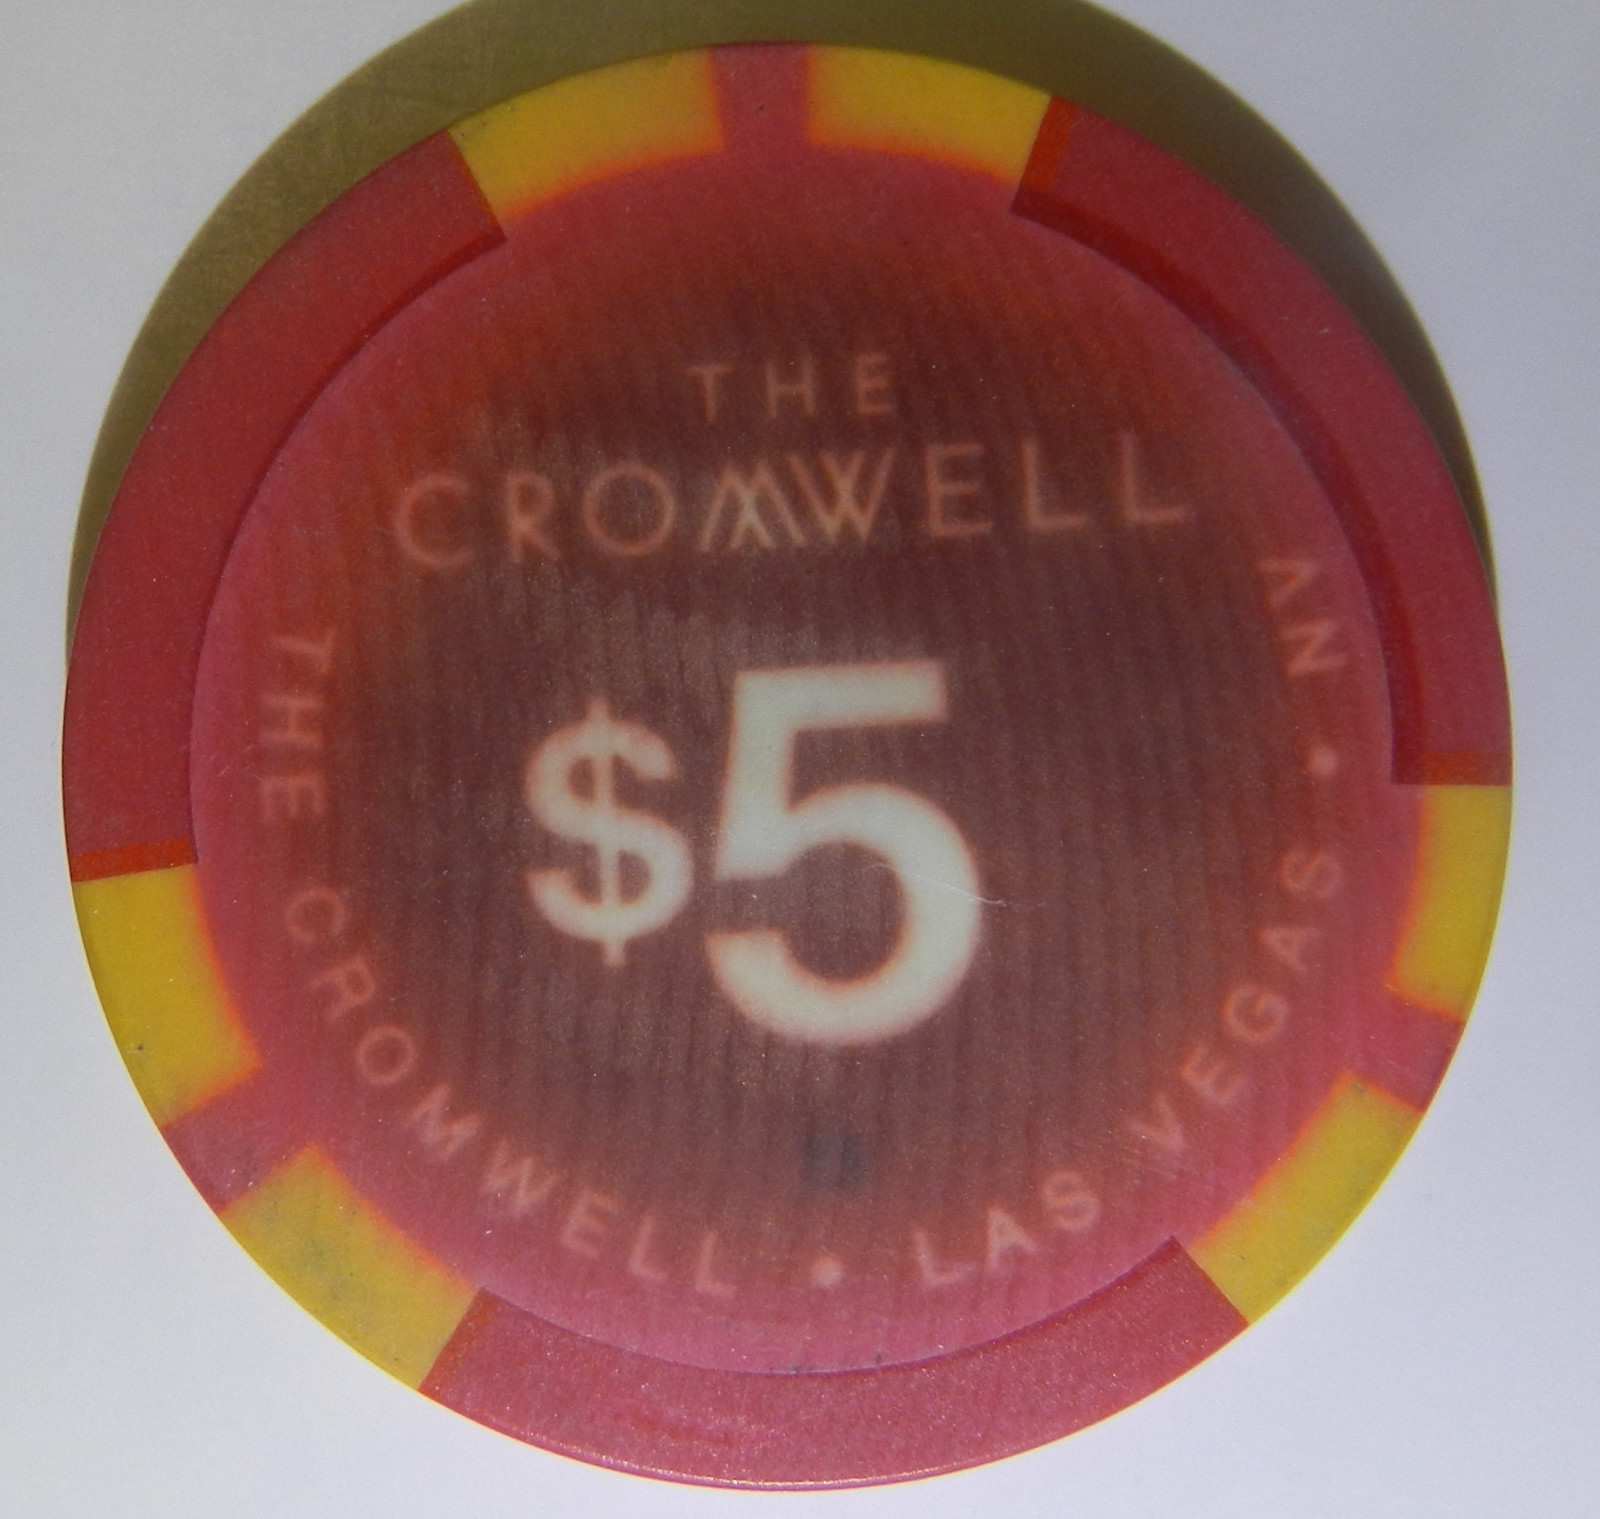 THE
CROMWELL
$5
THE CROMWELL • LAS VEGAS • NV